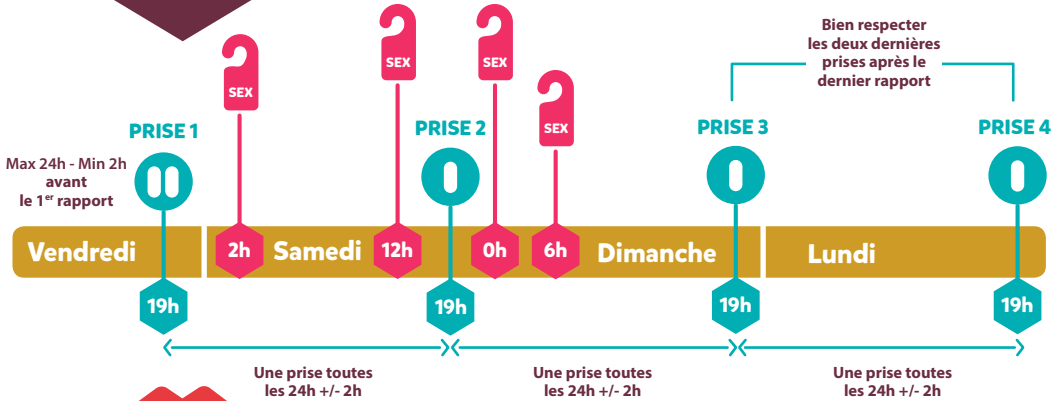 Bien respecter
les deux dernières
prises après le
dernier rapport
SEX
SEX
SEX
SEX
PRISE 1
PRISE 2
PRISE 3
PRISE 4
Max 24h - Min 2h
avant
le 1er rapport
Vendredi
2h
Samedi
12h
0h
6h
Dimanche
Lundi
19h
19h
19h
19h
Une prise toutes
les 24h +/- 2h
Une prise toutes
les 24h +/- 2h
Une prise toutes
les 24h +/- 2h